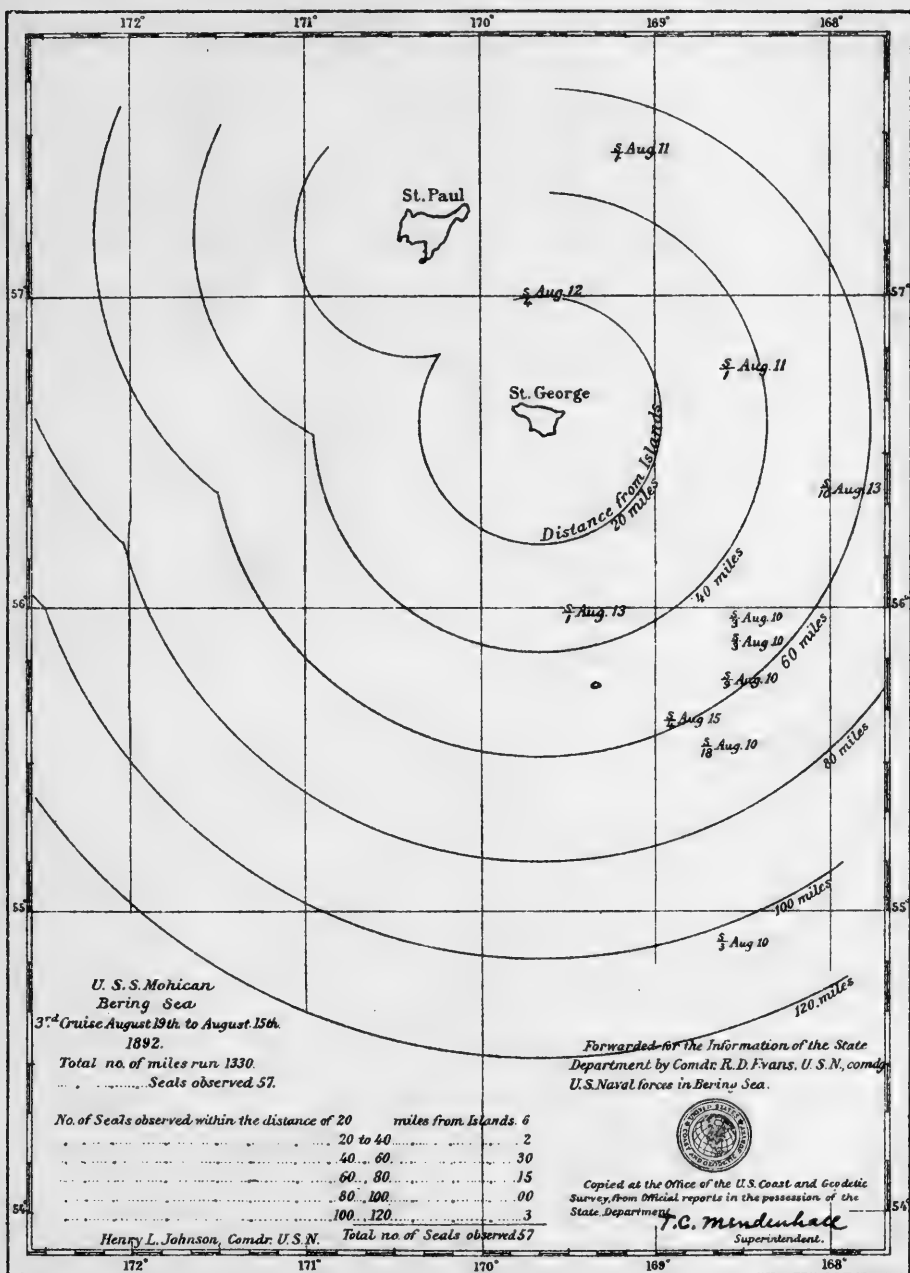 172° 171° 170° 169° 168°
S/7 Aug 11
St. Paul
57° 57°
S/4 Aug. 12
S/1 Aug. 11
St. George
Distance from Islands
20 miles
S/10 Aug. 13
56° 56°
S/1 Aug. 13
40 miles
S/3 Aug. 10
S/3 Aug. 10
60 miles
S/9 Aug. 10
S/4 Aug 15
S/18 Aug. 10
80 miles
55° 55°
100 miles
S/3 Aug 10
120 miles
U. S. S. Mohican
Bering Sea
3rd Cruise August 19th to August 15th.
1892.
Total no. of miles run 1330.
„ „ Seals observed 57.
Forwarded for the Information of the State
Department by Comdr. R. D. Evans, U. S. N., comdg
U. S. Naval forces in Bering Sea.
No. of Seals observed within the distance of 20 miles from Islands. 6
20 to 40 2
40 „ 60 30
60 „ 80 15
80 „ 100 00
100 „ 120 3
Total no. of Seals observed 57
Henry L. Johnson, Comdr. U. S. N.
Copied at the Office of the U.S. Coast and Geodetic
Survey, from Official reports in the possession of the
State Department.
T. C. Mendenhall
Superintendent.
54° 54°
172° 171° 170° 169° 168°